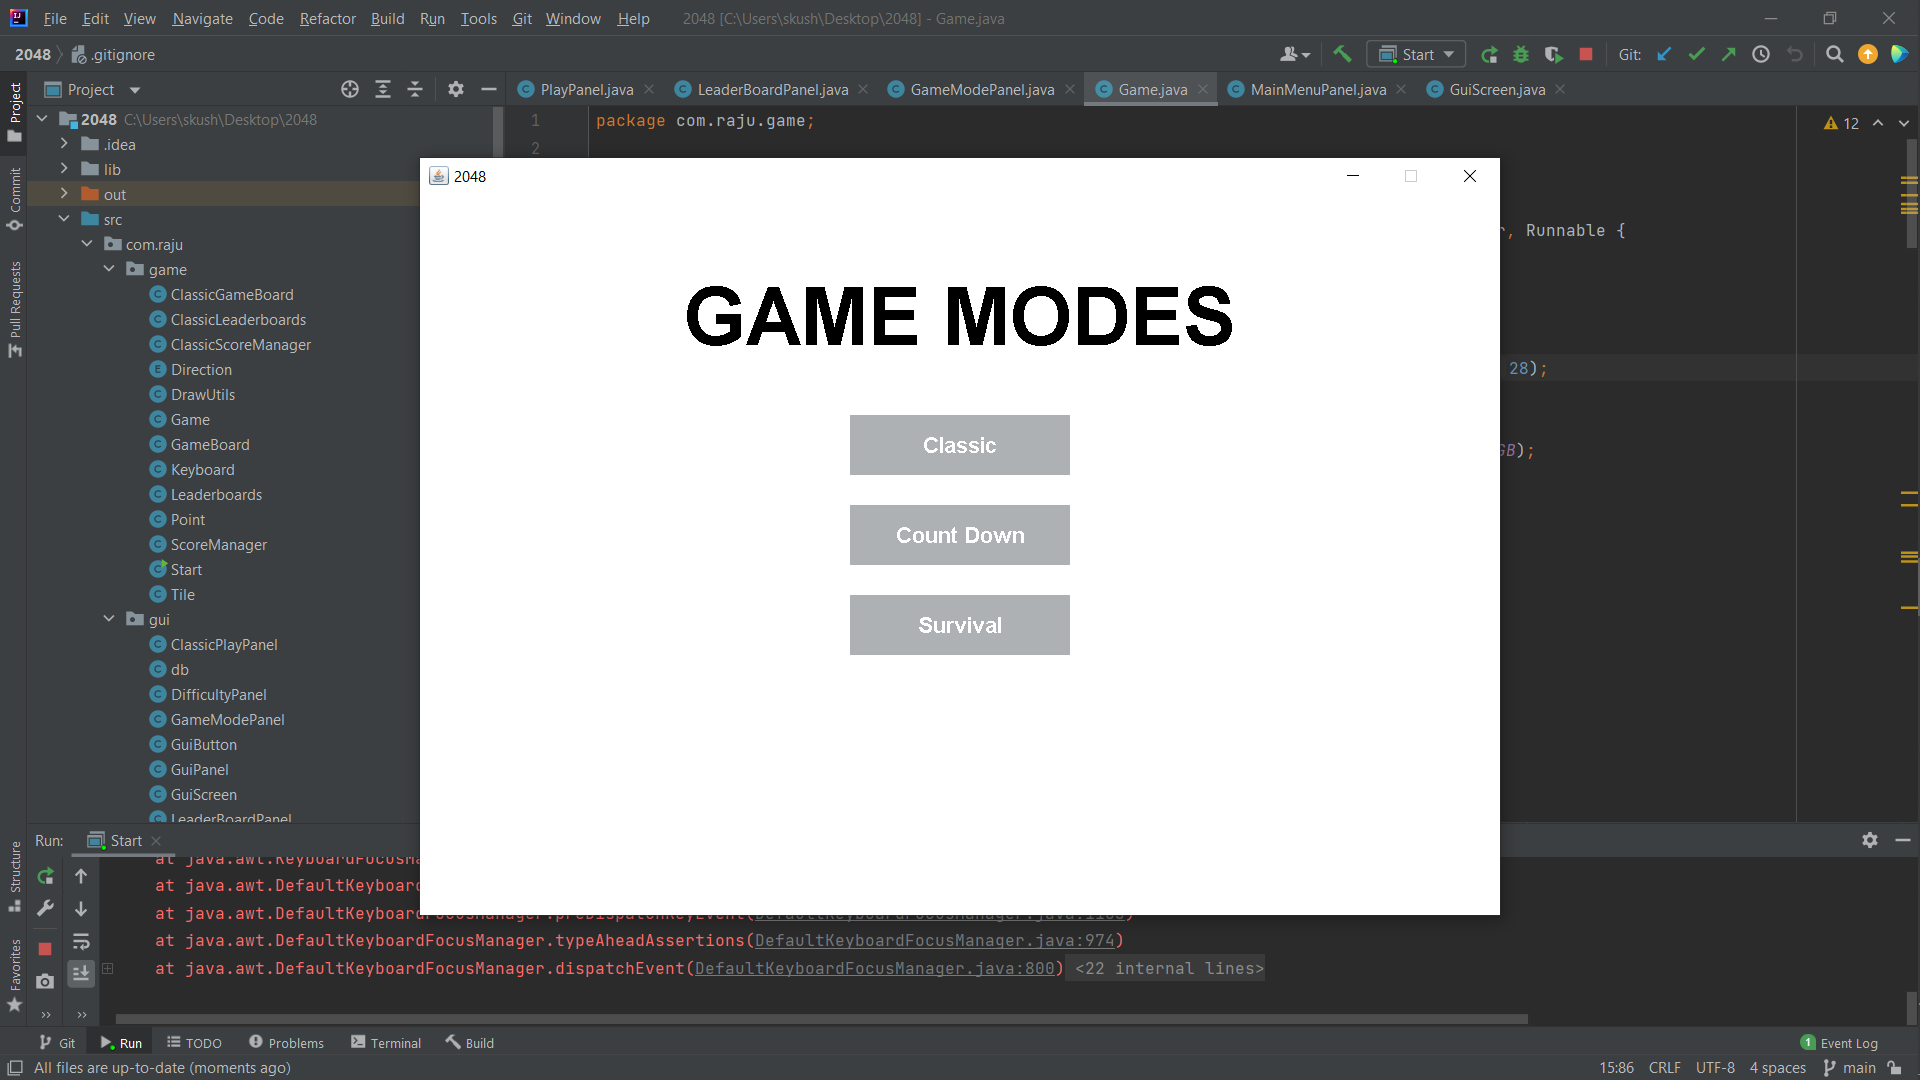 File Edit View Navigate Code Refactor Build Run Tools Git Window Help 2048 [C:\Users\skush\Desktop\2048] - Game.java
2048 .gitignore Start Git:
Project PlayPanel.java LeaderBoardPanel.java GameModePanel.java Game.java MainMenuPanel.java GuiScreen.java
Project
Commit
Pull Requests
Structure
Favorites
2048 C:\Users\skush\Desktop\2048
.idea
lib
out
src
com.raju
game
ClassicGameBoard
ClassicLeaderboards
ClassicScoreManager
Direction
DrawUtils
Game
GameBoard
Keyboard
Leaderboards
Point
ScoreManager
Start
Tile
gui
ClassicPlayPanel
db
DifficultyPanel
GameModePanel
GuiButton
GuiPanel
GuiScreen
LeaderBoardPanel
1 package com.raju.game;
2
12
, Runnable {
28);
GB);
2048
GAME MODES
Classic
Count Down
Survival
Run: Start
at java.awt.KeyboardFocusMa
at java.awt.DefaultKeyboard
at java.awt.DefaultKeyboardFocusManager.preDispatchKeyEvent(DefaultKeyboardFocusManager.java:1103)
at java.awt.DefaultKeyboardFocusManager.typeAheadAssertions(DefaultKeyboardFocusManager.java:974)
at java.awt.DefaultKeyboardFocusManager.dispatchEvent(DefaultKeyboardFocusManager.java:800) <22 internal lines>
Git Run TODO Problems Terminal Build 1 Event Log
All files are up-to-date (moments ago) 15:86 CRLF UTF-8 4 spaces main